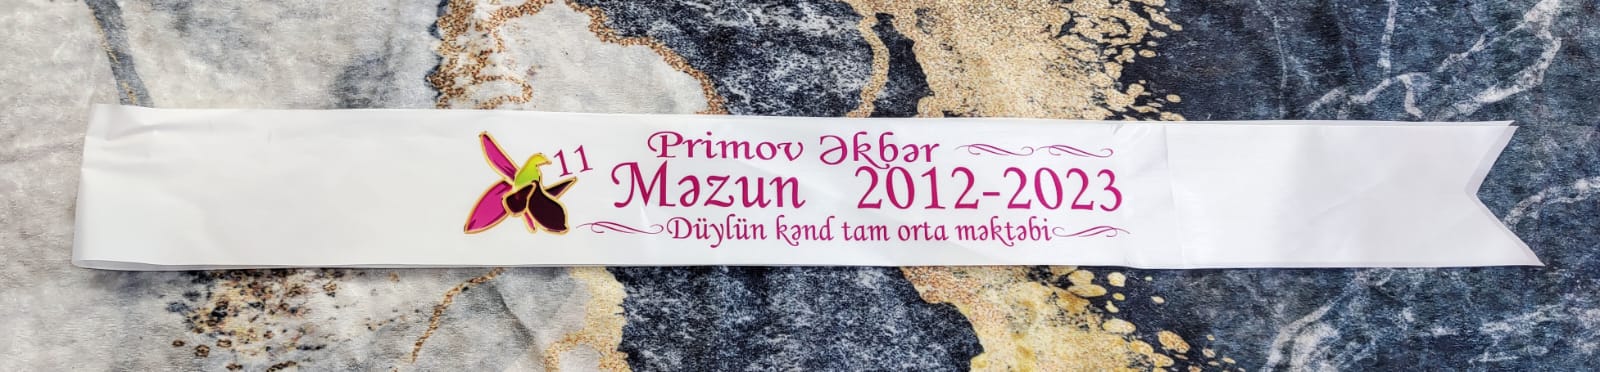 11
Primov Əkbər
Məzun 2012-2023
Düylün kənd tam orta məktəbi